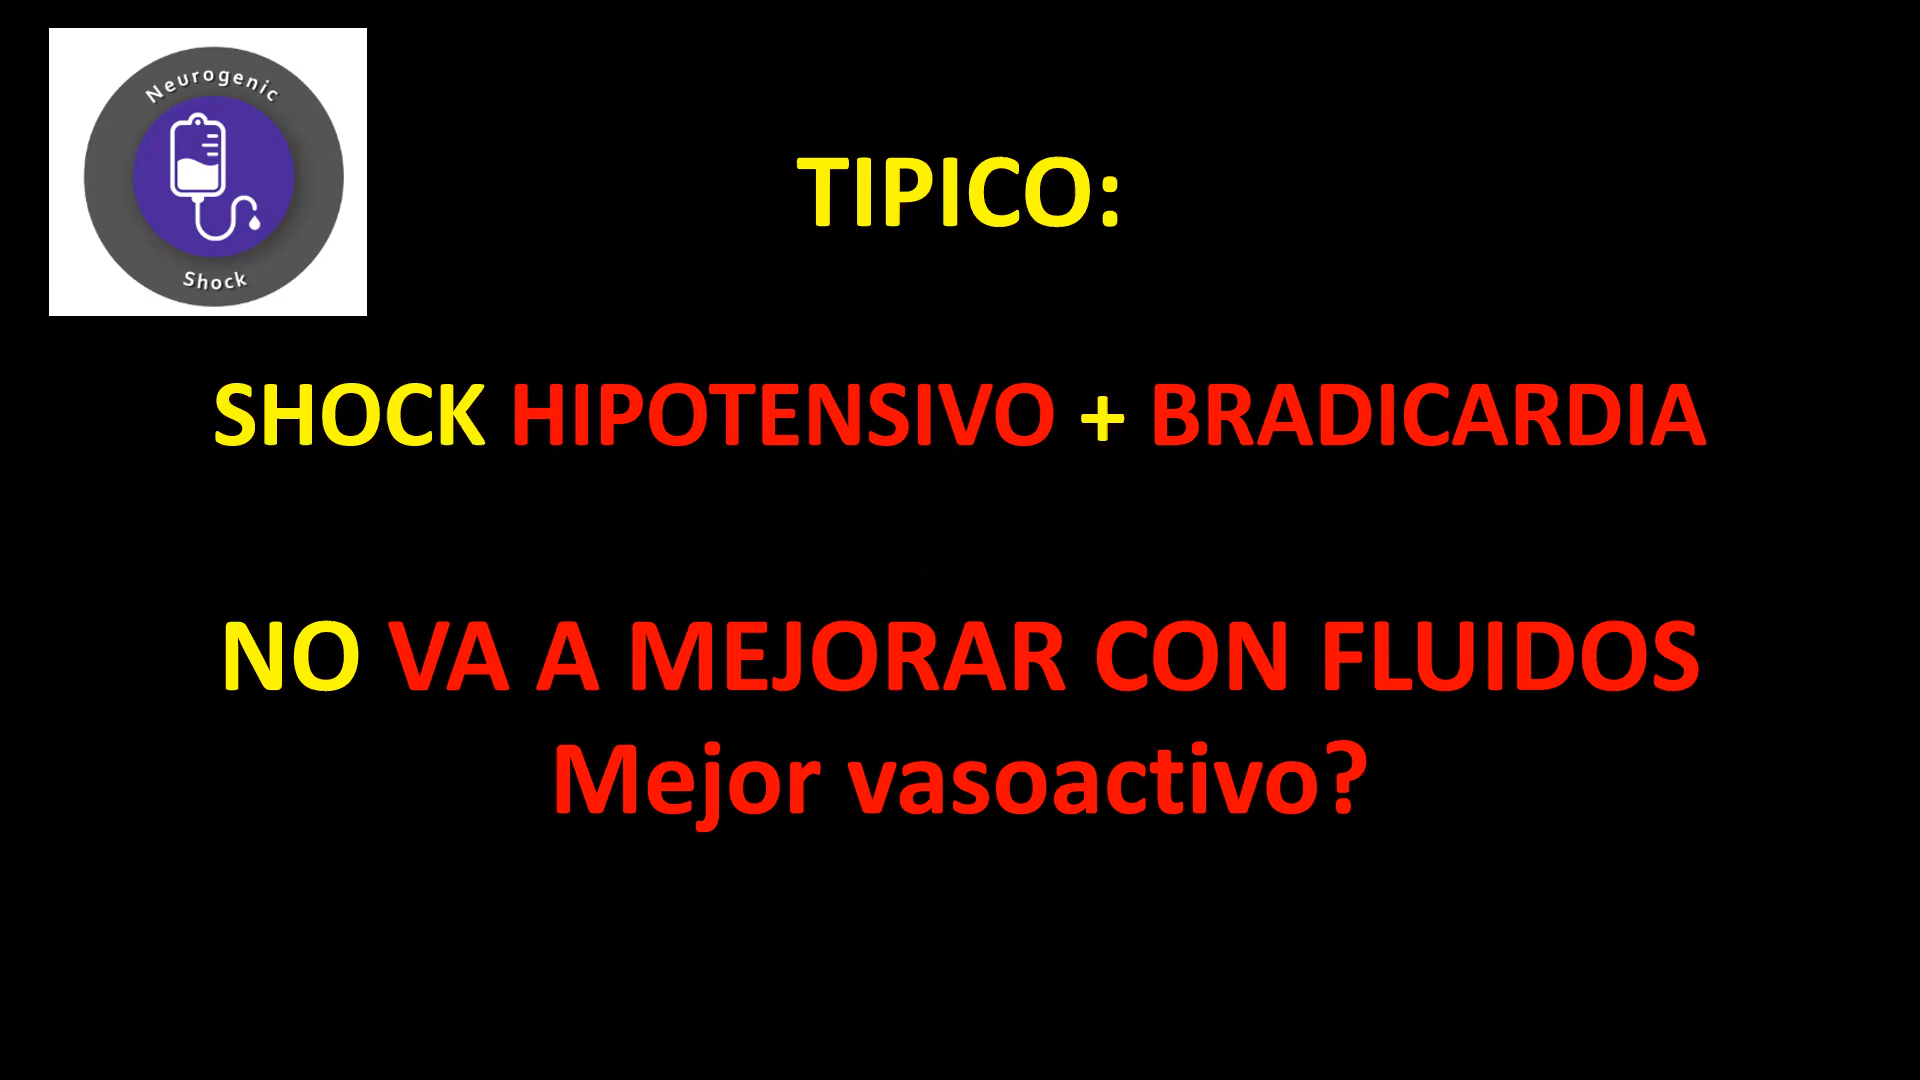 Neurogenic
Shock
TIPICO:
SHOCK HIPOTENSIVO + BRADICARDIA
NO VA A MEJORAR CON FLUIDOS
Mejor vasoactivo?